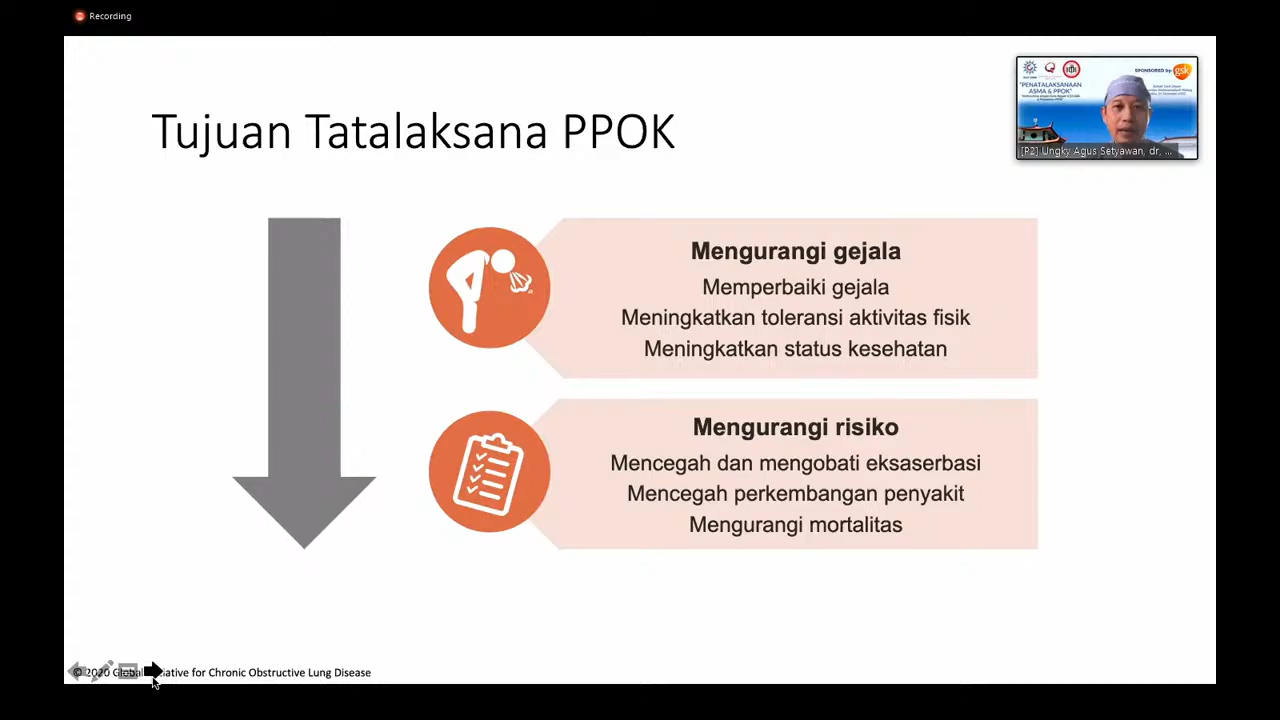 Recording
Tujuan Tatalaksana PPOK
SPONSORED by:
gsk
"PENATALAKSANAAN
ASMA & PPOK"
[P2] Ungky Agus Setyawan, dr, ...
Mengurangi gejala
Memperbaiki gejala
Meningkatkan toleransi aktivitas fisik
Meningkatkan status kesehatan
Mengurangi risiko
Mencegah dan mengobati eksaserbasi
Mencegah perkembangan penyakit
Mengurangi mortalitas
© 2020 Global Initiative for Chronic Obstructive Lung Disease